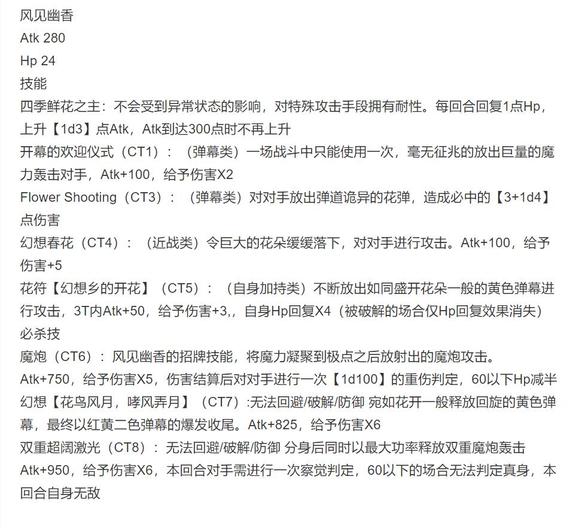 风见幽香
Atk 280
Hp 24
技能
四季鲜花之主：不会受到异常状态的影响，对特殊攻击手段拥有耐性。每回合回复1点Hp，
上升【1d3】点Atk，Atk到达300点时不再上升
开幕的欢迎仪式（CT1）：（弹幕类）一场战斗中只能使用一次，毫无征兆的放出巨量的魔
力轰击对手，Atk+100，给予伤害X2
Flower Shooting（CT3）：（弹幕类）对对手放出弹道诡异的花弹，造成必中的【3+1d4】
点伤害
幻想春花（CT4）：（近战类）令巨大的花朵缓缓落下，对对手进行攻击。Atk+100，给予
伤害+5
花符【幻想乡的开花】（CT5）：（自身加持类）不断放出如同盛开花朵一般的黄色弹幕进
行攻击，3T内Atk+50，给予伤害+3,，自身Hp回复X4（被破解的场合仅Hp回复效果消失）
必杀技
魔炮（CT6）：风见幽香的招牌技能，将魔力凝聚到极点之后放射出的魔炮攻击。
Atk+750，给予伤害X5，伤害结算后对对手进行一次【1d100】的重伤判定，60以下Hp减半
幻想【花鸟风月，哮风弄月】（CT7）:无法回避/破解/防御 宛如花开一般释放回旋的黄色弹
幕，最终以红黄二色弹幕的爆发收尾。Atk+825，给予伤害X6
双重超阔激光（CT8）：无法回避/破解/防御 分身后同时以最大功率释放双重魔炮轰击
Atk+950，给予伤害X6，本回合对手需进行一次察觉判定，60以下的场合无法判定真身，本
回合自身无敌